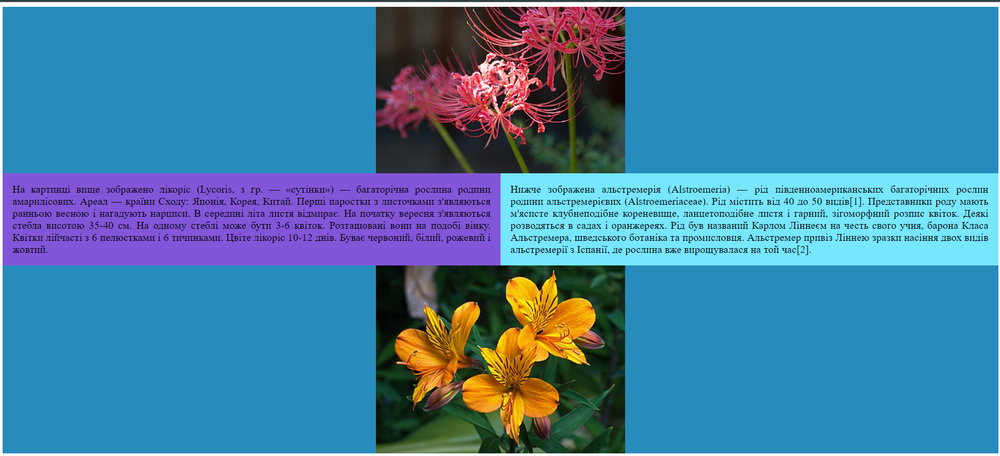 На картинці вище зображено лікоріс (Lycoris, з гр. — «сутінки») — багаторічна рослина родини
амарилісових. Ареал — країни Сходу: Японія, Корея, Китай. Перші паростки з листочками з'являються
ранньою весною і нагадують нарциси. В середині літа листя відмирає. На початку вересня з'являються
стебла висотою 35-40 см. На одному стеблі може бути 3-6 квіток. Розташовані вони на подобі вінку.
Квітки лійчасті з 6 пелюстками і 6 тичинками. Цвіте лікоріс 10-12 днів. Буває червоний, білий, рожевий і
жовтий.
Нижче зображена альстремерія (Alstroemeria) — рід південноамериканських багаторічних рослин
родини альстремерієвих (Alstroemeriaceae). Рід містить від 40 до 50 видів[1]. Представники роду мають
м'ясисте клубнеподібне кореневище, ланцетоподібне листя і гарний, зігоморфний розпис квіток. Деякі
розводяться в садах і оранжереях. Рід був названий Карлом Ліннеєм на честь свого учня, барона Класа
Альстремера, шведського ботаніка та промисловця. Альстремер привіз Ліннею зразки насіння двох видів
альстремерії з Іспанії, де рослина вже вирощувалася на той час[2].